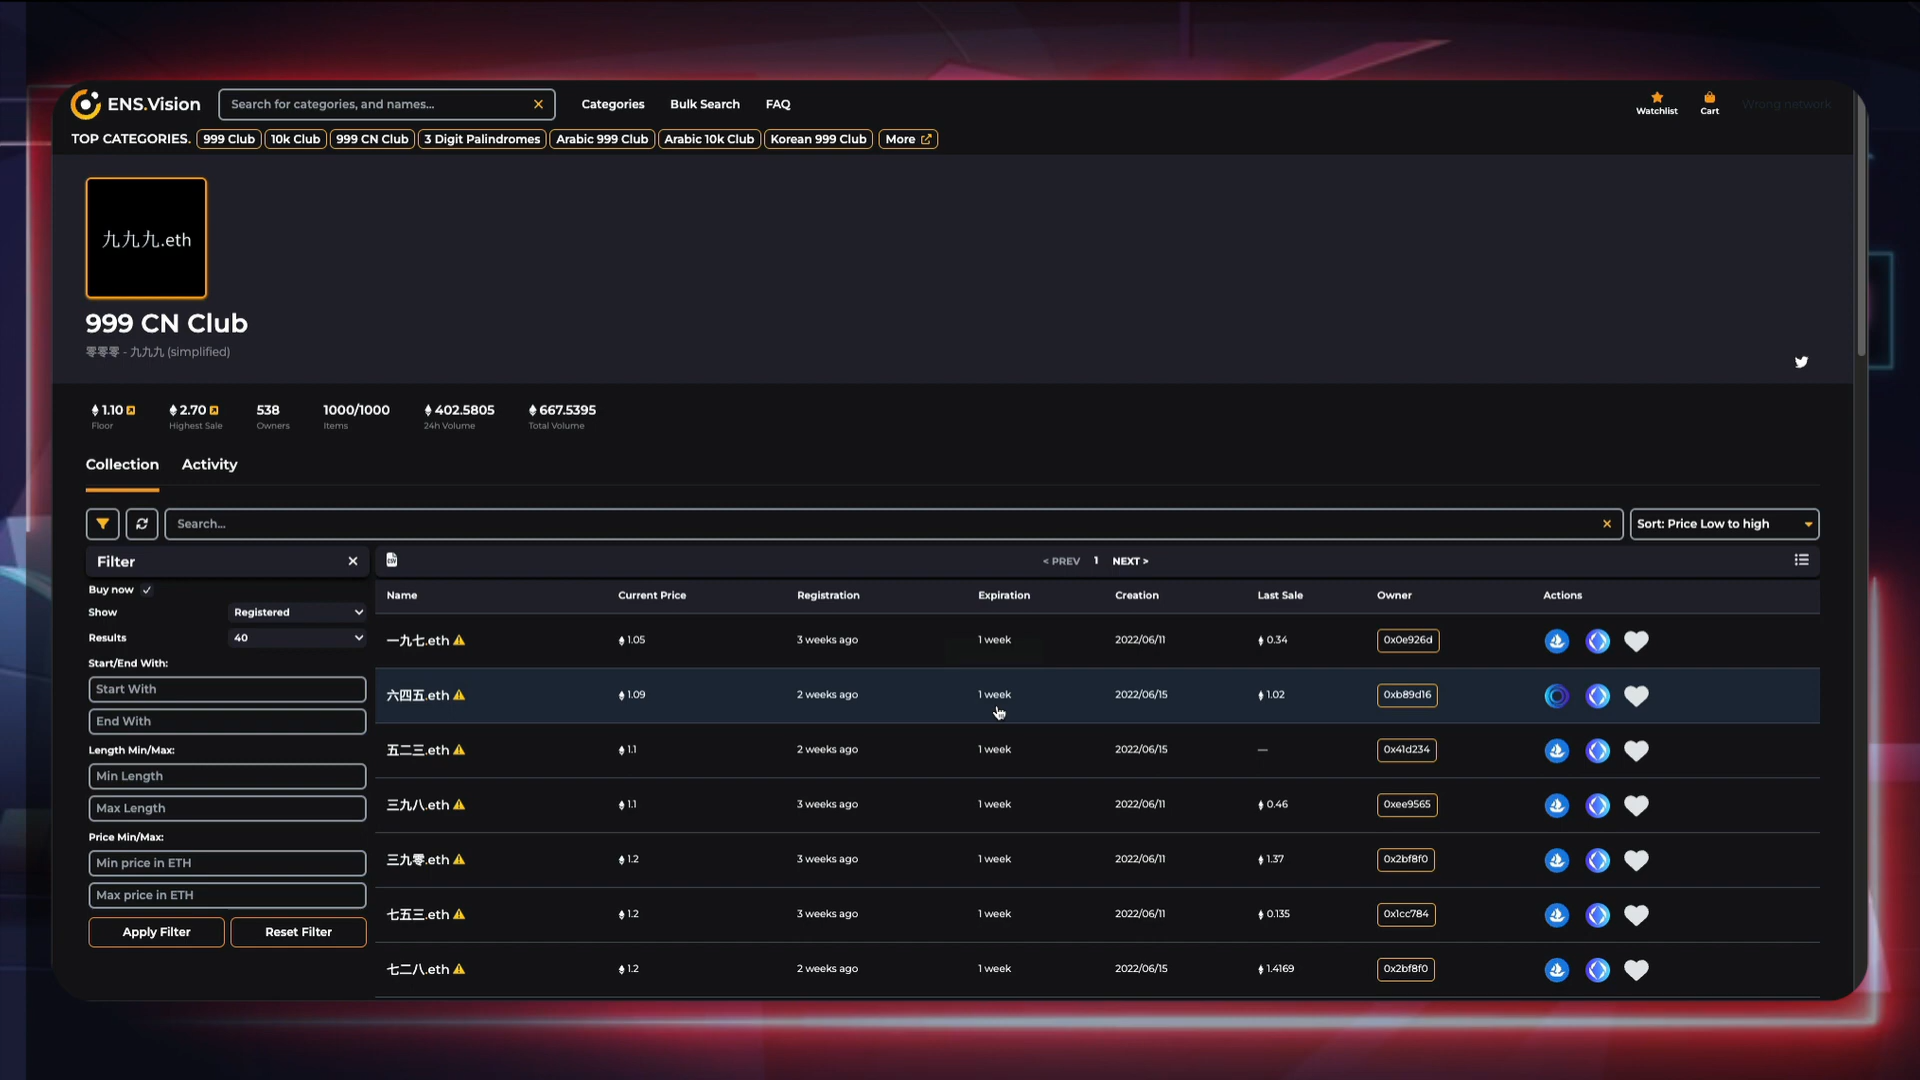 ENS.Vision Search for categories, and names... Categories Bulk Search FAQ Watchlist Cart Wrong network
TOP CATEGORIES. 999 Club 10k Club 999 CN Club 3 Digit Palindromes Arabic 999 Club Arabic 10k Club Korean 999 Club More
九九九.eth
999 CN Club
零零零 - 九九九 (simplified)
1.10 2.70 538 1000/1000 402.5805 667.5395
Floor Highest Sale Owners Items 24h Volume Total Volume
Collection Activity
Search... Sort: Price Low to high
Filter < PREV 1 NEXT >
Buy now
Show Registered
Results 40
Start/End With:
Start With
End With
Length Min/Max:
Min Length
Max Length
Price Min/Max:
Min price in ETH
Max price in ETH
Apply Filter Reset Filter
Name Current Price Registration Expiration Creation Last Sale Owner Actions
一九七.eth 1.05 3 weeks ago 1 week 2022/06/11 0.34 0x0e926d
六四五.eth 1.09 2 weeks ago 1 week 2022/06/15 1.02 0xb89d16
五二三.eth 1.1 2 weeks ago 1 week 2022/06/15 — 0x41d234
三九八.eth 1.1 3 weeks ago 1 week 2022/06/11 0.46 0xee9565
三九零.eth 1.2 3 weeks ago 1 week 2022/06/11 1.37 0x2bf8f0
七五三.eth 1.2 3 weeks ago 1 week 2022/06/11 0.135 0x1cc784
七二八.eth 1.2 2 weeks ago 1 week 2022/06/15 1.4169 0x2bf8f0